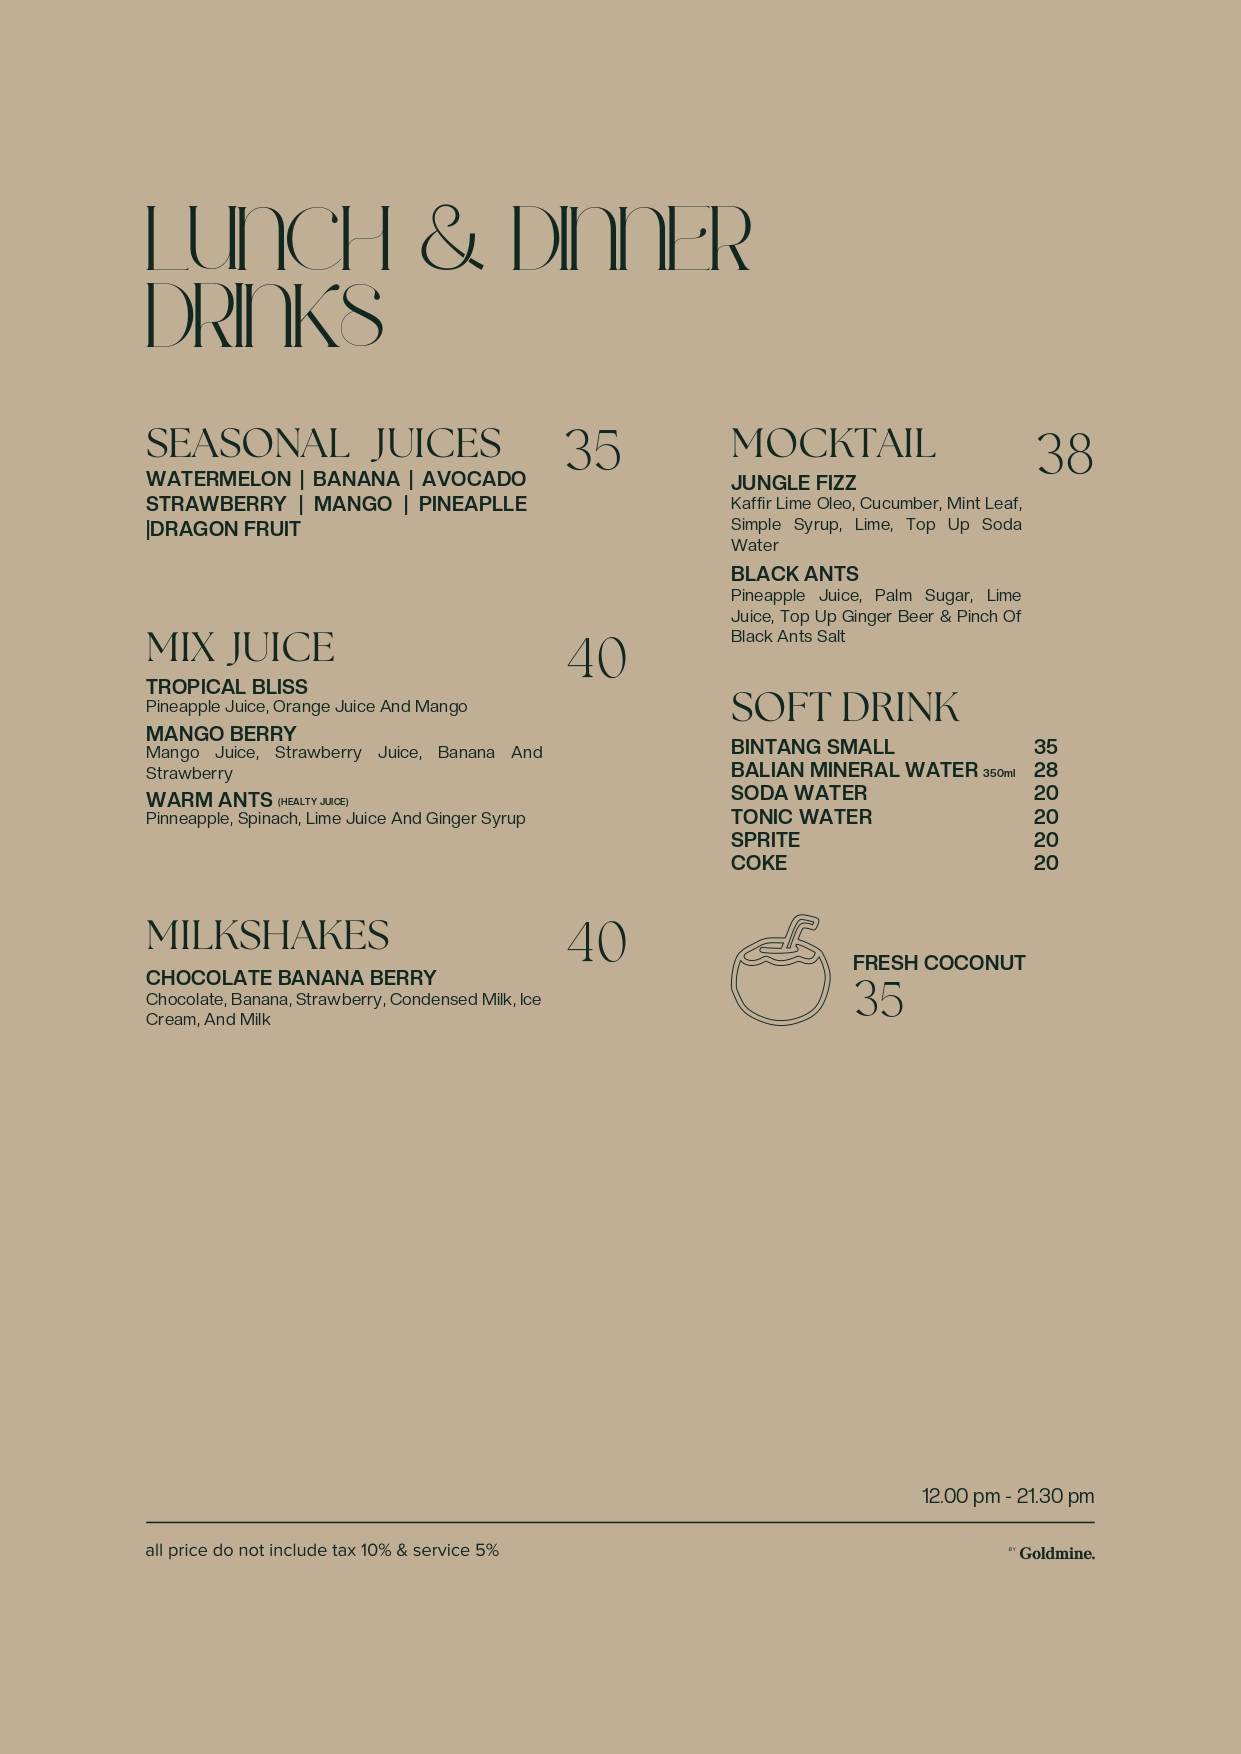 LUNCH & DINNER
DRINKS
SEASONAL JUICES 35
WATERMELON | BANANA | AVOCADO
STRAWBERRY | MANGO | PINEAPLLE
|DRAGON FRUIT
MIX JUICE 40
TROPICAL BLISS
Pineapple Juice, Orange Juice And Mango
MANGO BERRY
Mango Juice, Strawberry Juice, Banana And
Strawberry
WARM ANTS (HEALTY JUICE)
Pinneapple, Spinach, Lime Juice And Ginger Syrup
MILKSHAKES 40
CHOCOLATE BANANA BERRY
Chocolate, Banana, Strawberry, Condensed Milk, Ice
Cream, And Milk
MOCKTAIL 38
JUNGLE FIZZ
Kaffir Lime Oleo, Cucumber, Mint Leaf,
Simple Syrup, Lime, Top Up Soda
Water
BLACK ANTS
Pineapple Juice, Palm Sugar, Lime
Juice, Top Up Ginger Beer & Pinch Of
Black Ants Salt
SOFT DRINK
BINTANG SMALL 35
BALIAN MINERAL WATER 350ml 28
SODA WATER 20
TONIC WATER 20
SPRITE 20
COKE 20
FRESH COCONUT
35
12.00 pm - 21.30 pm
all price do not include tax 10% & service 5%
BY Goldmine.